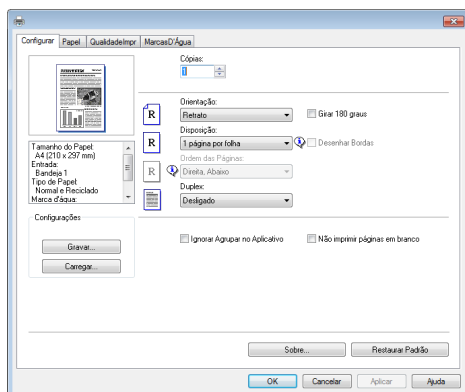 Configurar
Papel
QualidadeImpr
MarcasD'Água
Cópias:
1
Orientação:
R
Retrato
Girar 180 graus
Disposição:
R
1 página por folha
Desenhar Bordas
Ordem das Páginas:
R
Direita, Abaixo
Duplex:
Desligado
Tamanho do Papel:
A4 (210 x 297 mm)
Entrada:
Bandeja 1
Tipo de Papel:
Normal e Reciclado
Marca d'água:
Configurações
Gravar...
Carregar...
Ignorar Agrupar no Aplicativo
Não imprimir páginas em branco
Sobre...
Restaurar Padrão
OK
Cancelar
Aplicar
Ajuda